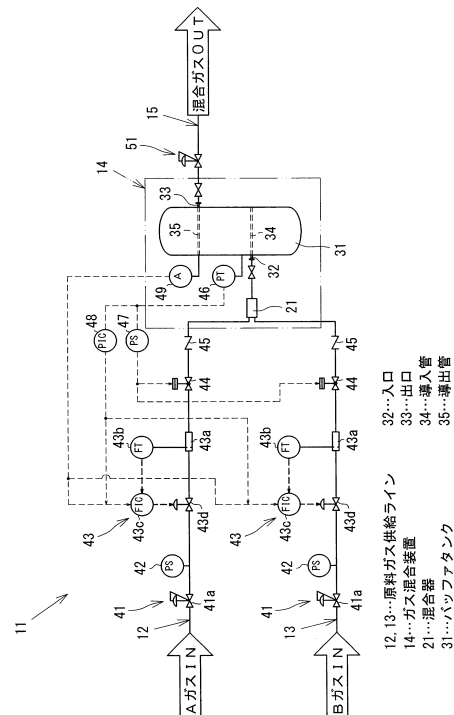 11
14
15
混合ガスOUT
51
33
35
34
32
31
A
49
PT
46
PIC
48
PS
47
21
45
45
44
44
43a
43b
FT
FIC
43c
43
43d
43a
43b
FT
FIC
43c
43
43d
PS
42
PS
42
41
41a
12
41
41a
13
AガスIN
BガスIN
12,13…原料ガス供給ライン
14…ガス混合装置
21…混合器
31…バッファタンク
32…入口
33…出口
34…導入管
35…導出管